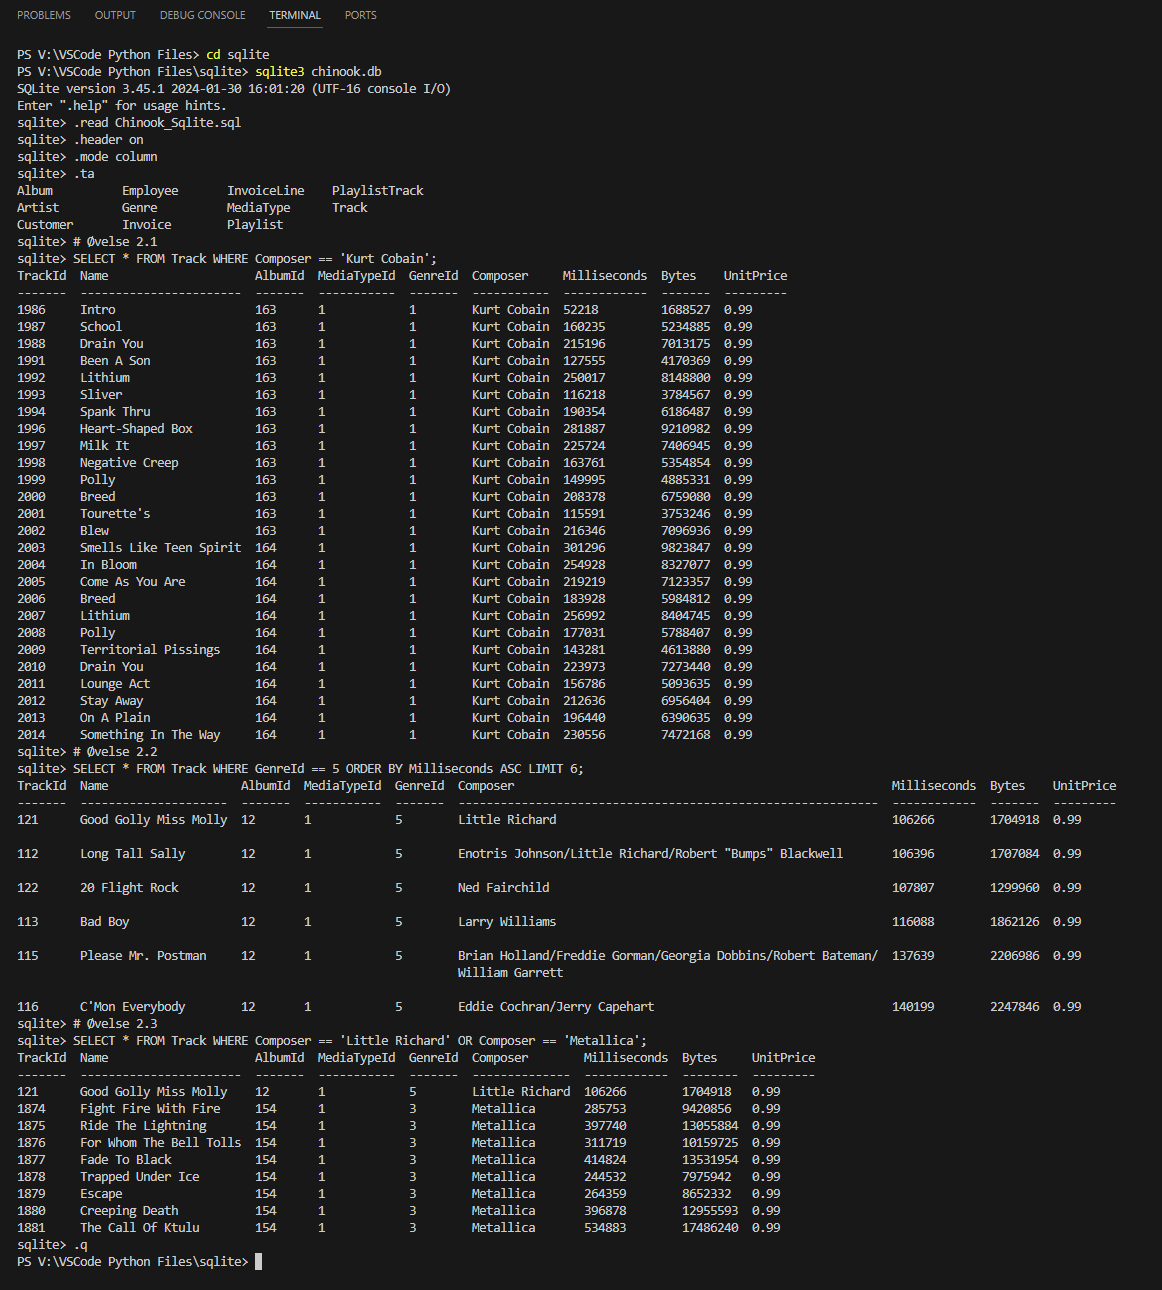 PROBLEMS OUTPUT DEBUG CONSOLE TERMINAL PORTS
PS V:\VSCode Python Files> cd sqlite
PS V:\VSCode Python Files\sqlite> sqlite3 chinook.db
SQLite version 3.45.1 2024-01-30 16:01:20 (UTF-16 console I/O)
Enter ".help" for usage hints.
sqlite> .read Chinook_Sqlite.sql
sqlite> .header on
sqlite> .mode column
sqlite> .ta
Album          Employee       InvoiceLine    PlaylistTrack
Artist         Genre          MediaType      Track
Customer       Invoice        Playlist
sqlite> # Øvelse 2.1
sqlite> SELECT * FROM Track WHERE Composer == 'Kurt Cobain';
TrackId  Name                     AlbumId  MediaTypeId  GenreId  Composer     Milliseconds  Bytes    UnitPrice
-------  -----------------------  -------  -----------  -------  -----------  ------------  -------  ---------
1986     Intro                    163      1            1        Kurt Cobain  52218         1688527  0.99
1987     School                   163      1            1        Kurt Cobain  160235        5234885  0.99
1988     Drain You                163      1            1        Kurt Cobain  215196        7013175  0.99
1991     Been A Son               163      1            1        Kurt Cobain  127555        4170369  0.99
1992     Lithium                  163      1            1        Kurt Cobain  250017        8148800  0.99
1993     Sliver                   163      1            1        Kurt Cobain  116218        3784567  0.99
1994     Spank Thru               163      1            1        Kurt Cobain  190354        6186487  0.99
1996     Heart-Shaped Box         163      1            1        Kurt Cobain  281887        9210982  0.99
1997     Milk It                  163      1            1        Kurt Cobain  225724        7406945  0.99
1998     Negative Creep           163      1            1        Kurt Cobain  163761        5354854  0.99
1999     Polly                    163      1            1        Kurt Cobain  149995        4885331  0.99
2000     Breed                    163      1            1        Kurt Cobain  208378        6759080  0.99
2001     Tourette's               163      1            1        Kurt Cobain  115591        3753246  0.99
2002     Blew                     163      1            1        Kurt Cobain  216346        7096936  0.99
2003     Smells Like Teen Spirit  164      1            1        Kurt Cobain  301296        9823847  0.99
2004     In Bloom                 164      1            1        Kurt Cobain  254928        8327077  0.99
2005     Come As You Are          164      1            1        Kurt Cobain  219219        7123357  0.99
2006     Breed                    164      1            1        Kurt Cobain  183928        5984812  0.99
2007     Lithium                  164      1            1        Kurt Cobain  256992        8404745  0.99
2008     Polly                    164      1            1        Kurt Cobain  177031        5788407  0.99
2009     Territorial Pissings     164      1            1        Kurt Cobain  143281        4613880  0.99
2010     Drain You                164      1            1        Kurt Cobain  223973        7273440  0.99
2011     Lounge Act               164      1            1        Kurt Cobain  156786        5093635  0.99
2012     Stay Away                164      1            1        Kurt Cobain  212636        6956404  0.99
2013     On A Plain               164      1            1        Kurt Cobain  196440        6390635  0.99
2014     Something In The Way     164      1            1        Kurt Cobain  230556        7472168  0.99
sqlite> # Øvelse 2.2
sqlite> SELECT * FROM Track WHERE GenreId == 5 ORDER BY Milliseconds ASC LIMIT 6;
TrackId  Name                   AlbumId  MediaTypeId  GenreId  Composer                                                      Milliseconds  Bytes    UnitPrice
-------  ---------------------  -------  -----------  -------  ------------------------------------------------------------  ------------  -------  ---------
121      Good Golly Miss Molly  12       1            5        Little Richard                                                106266        1704918  0.99
112      Long Tall Sally        12       1            5        Enotris Johnson/Little Richard/Robert "Bumps" Blackwell       106396        1707084  0.99
122      20 Flight Rock         12       1            5        Ned Fairchild                                                 107807        1299960  0.99
113      Bad Boy                12       1            5        Larry Williams                                                116088        1862126  0.99
115      Please Mr. Postman     12       1            5        Brian Holland/Freddie Gorman/Georgia Dobbins/Robert Bateman/  137639        2206986  0.99
William Garrett
116      C'Mon Everybody        12       1            5        Eddie Cochran/Jerry Capehart                                  140199        2247846  0.99
sqlite> # Øvelse 2.3
sqlite> SELECT * FROM Track WHERE Composer == 'Little Richard' OR Composer == 'Metallica';
TrackId  Name                     AlbumId  MediaTypeId  GenreId  Composer        Milliseconds  Bytes     UnitPrice
-------  -----------------------  -------  -----------  -------  --------------  ------------  --------  ---------
121      Good Golly Miss Molly    12       1            5        Little Richard  106266        1704918   0.99
1874     Fight Fire With Fire     154      1            3        Metallica       285753        9420856   0.99
1875     Ride The Lightning       154      1            3        Metallica       397740        13055884  0.99
1876     For Whom The Bell Tolls  154      1            3        Metallica       311719        10159725  0.99
1877     Fade To Black            154      1            3        Metallica       414824        13531954  0.99
1878     Trapped Under Ice        154      1            3        Metallica       244532        7975942   0.99
1879     Escape                   154      1            3        Metallica       264359        8652332   0.99
1880     Creeping Death           154      1            3        Metallica       396878        12955593  0.99
1881     The Call Of Ktulu        154      1            3        Metallica       534883        17486240  0.99
sqlite> .q
PS V:\VSCode Python Files\sqlite>